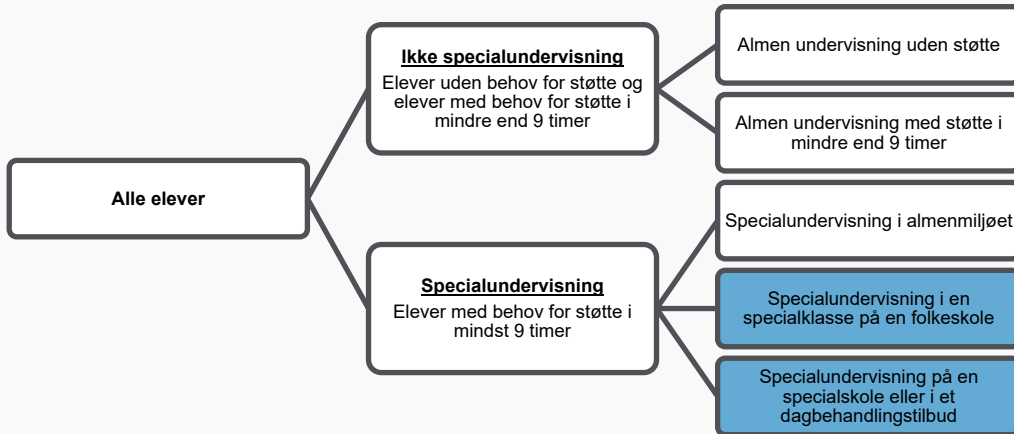 Alle elever
Ikke specialundervisning
Elever uden behov for støtte og
elever med behov for støtte i
mindre end 9 timer
Almen undervisning uden støtte
Almen undervisning med støtte i
mindre end 9 timer
Specialundervisning
Elever med behov for støtte i
mindst 9 timer
Specialundervisning i almenmiljøet
Specialundervisning i en
specialklasse på en folkeskole
Specialundervisning på en
specialskole eller i et
dagbehandlingstilbud